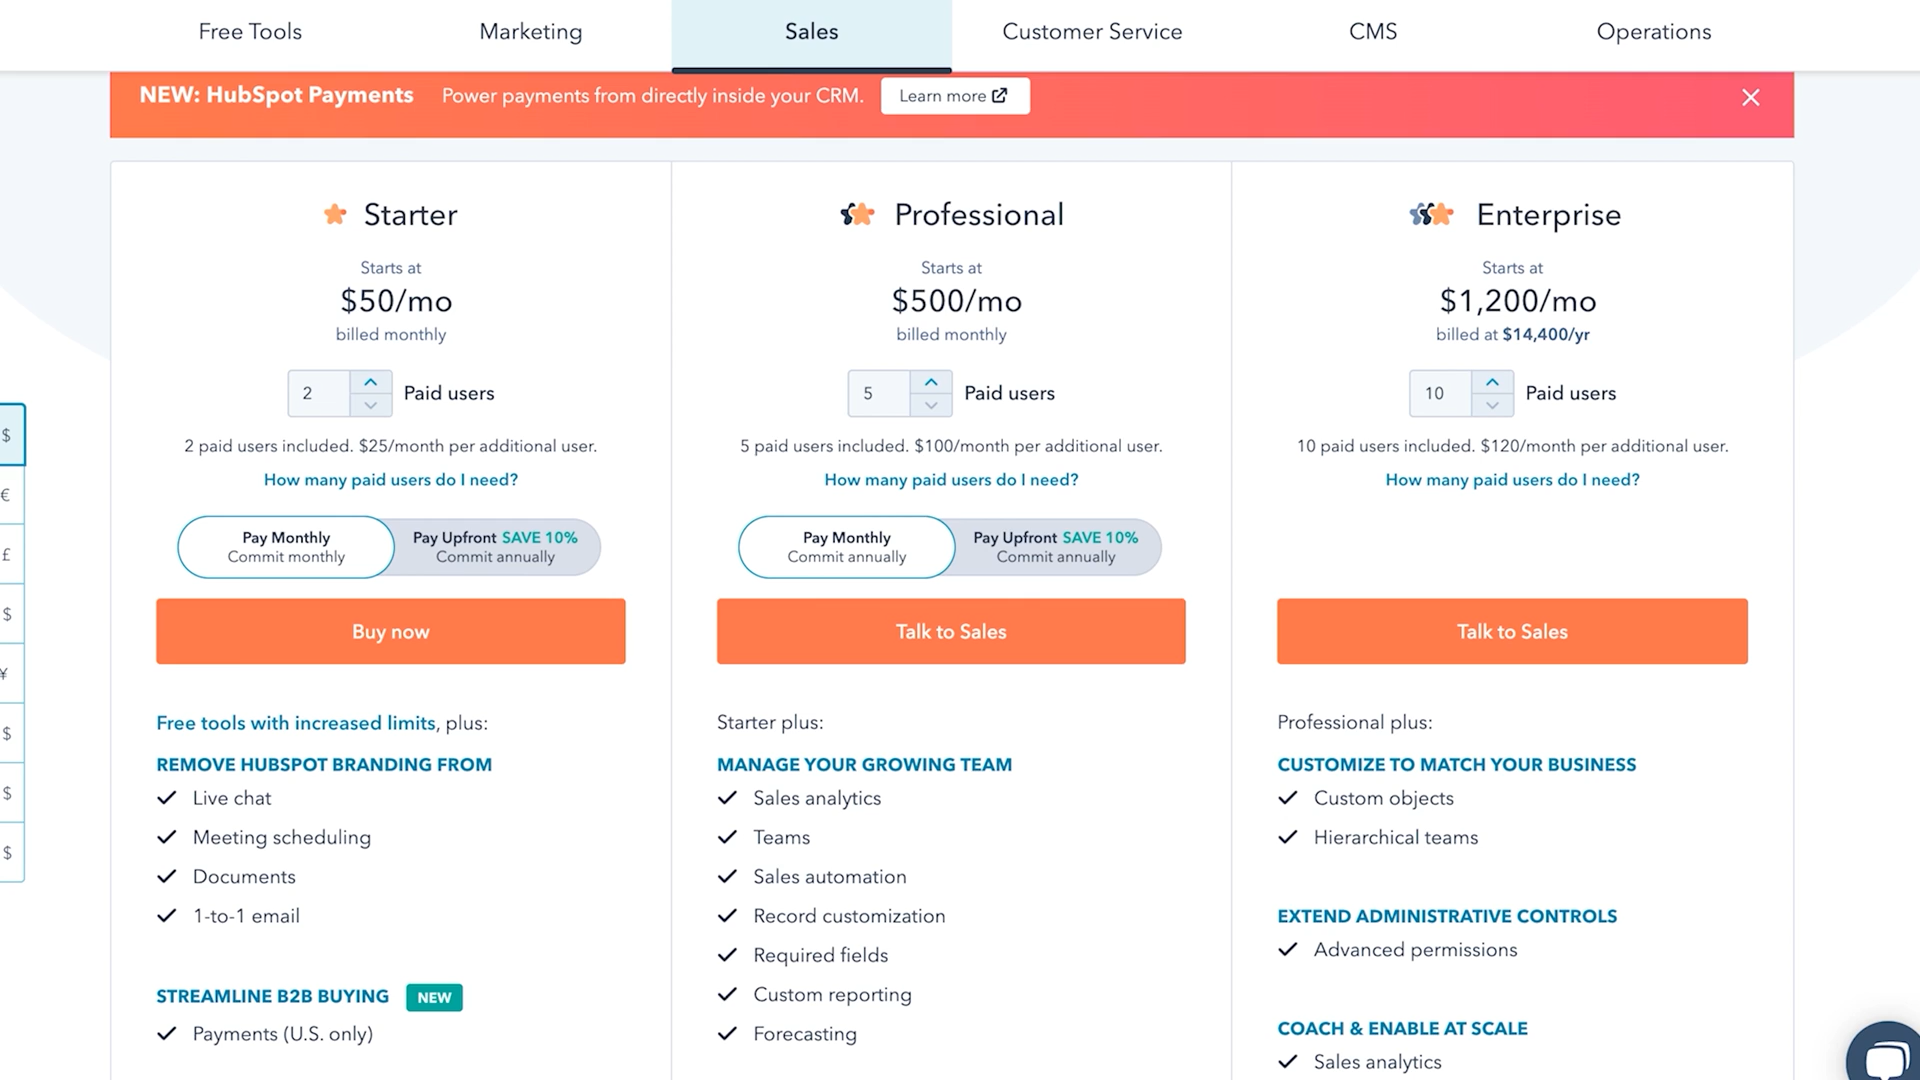 Free Tools
Marketing
Sales
Customer Service
CMS
Operations
NEW: HubSpot Payments
Power payments from directly inside your CRM.
Learn more
Starter
Starts at
$50/mo
billed monthly
2
Paid users
2 paid users included. $25/month per additional user.
How many paid users do I need?
Pay Monthly
Commit monthly
Pay Upfront SAVE 10%
Commit annually
Buy now
Free tools with increased limits, plus:
REMOVE HUBSPOT BRANDING FROM
Live chat
Meeting scheduling
Documents
1-to-1 email
STREAMLINE B2B BUYING
NEW
Payments (U.S. only)
Professional
Starts at
$500/mo
billed monthly
5
Paid users
5 paid users included. $100/month per additional user.
How many paid users do I need?
Pay Monthly
Commit annually
Pay Upfront SAVE 10%
Commit annually
Talk to Sales
Starter plus:
MANAGE YOUR GROWING TEAM
Sales analytics
Teams
Sales automation
Record customization
Required fields
Custom reporting
Forecasting
Enterprise
Starts at
$1,200/mo
billed at $14,400/yr
10
Paid users
10 paid users included. $120/month per additional user.
How many paid users do I need?
Talk to Sales
Professional plus:
CUSTOMIZE TO MATCH YOUR BUSINESS
Custom objects
Hierarchical teams
EXTEND ADMINISTRATIVE CONTROLS
Advanced permissions
COACH & ENABLE AT SCALE
Sales analytics
$
€
£
$
¥
$
$
$